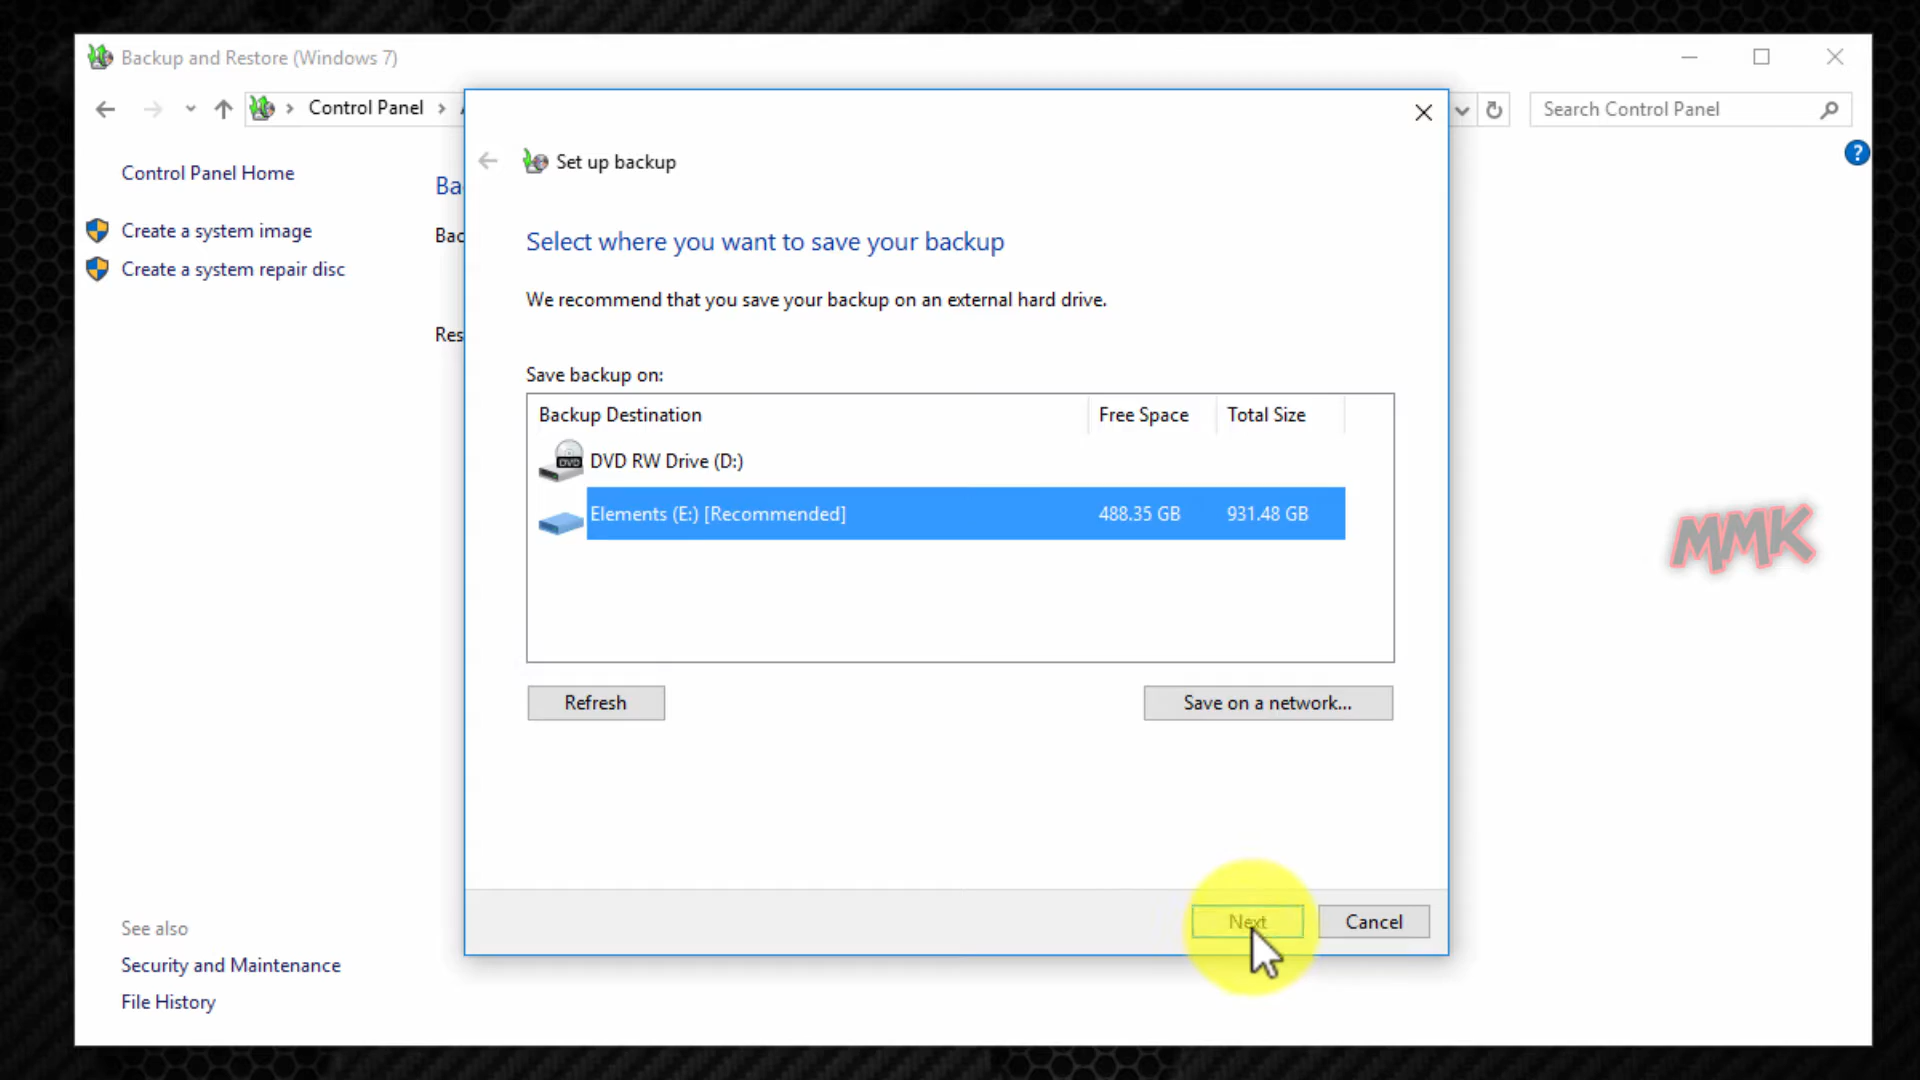 Backup and Restore (Windows 7)
Control Panel
Search Control Panel
Control Panel Home
Create a system image
Create a system repair disc
Set up backup
Select where you want to save your backup
We recommend that you save your backup on an external hard drive.
Save backup on:
Backup Destination Free Space Total Size
DVD
DVD RW Drive (D:)
Elements (E:) [Recommended] 488.35 GB 931.48 GB
Refresh Save on a network...
Next Cancel
MMK
See also
Security and Maintenance
File History
?